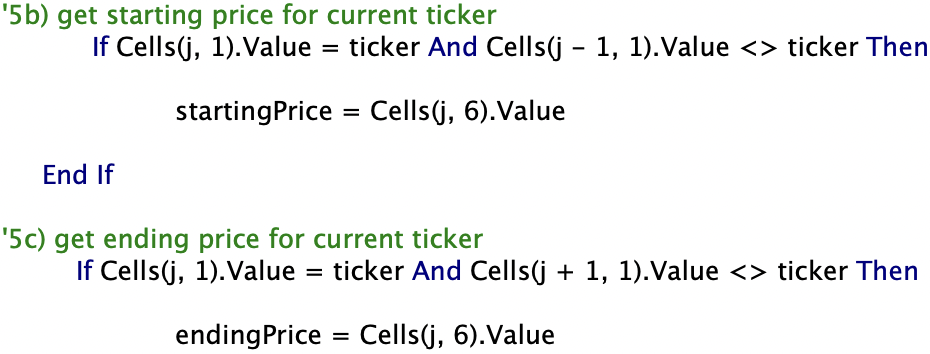 '5b) get starting price for current ticker
If Cells(j, 1).Value = ticker And Cells(j - 1, 1).Value <> ticker Then
startingPrice = Cells(j, 6).Value
End If
'5c) get ending price for current ticker
If Cells(j, 1).Value = ticker And Cells(j + 1, 1).Value <> ticker Then
endingPrice = Cells(j, 6).Value